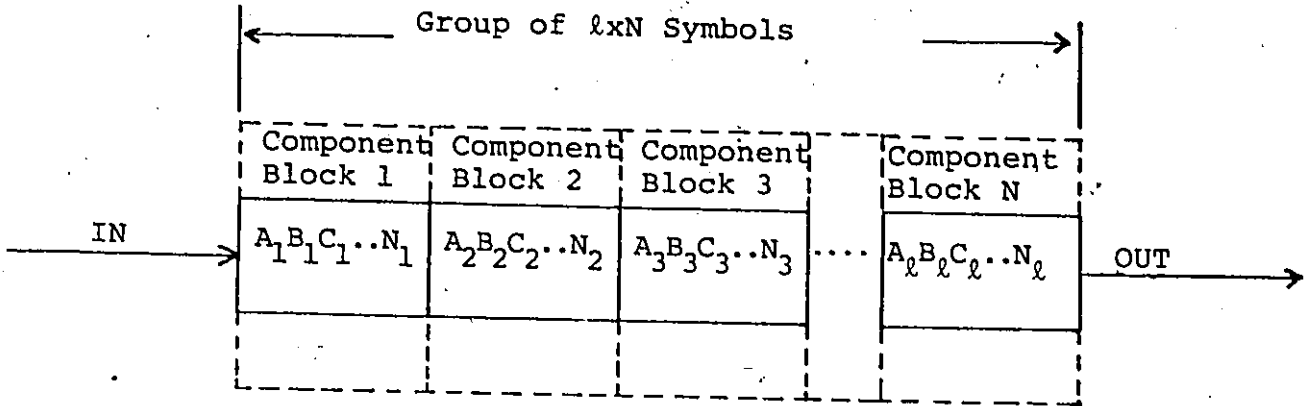 Group of ℓxN Symbols
Component Block 1
Component Block 2
Component Block 3
Component Block N
IN
A₁B₁C₁..N₁
A₂B₂C₂..N₂
A₃B₃C₃..N₃
....
AℓBℓCℓ..Nℓ
OUT